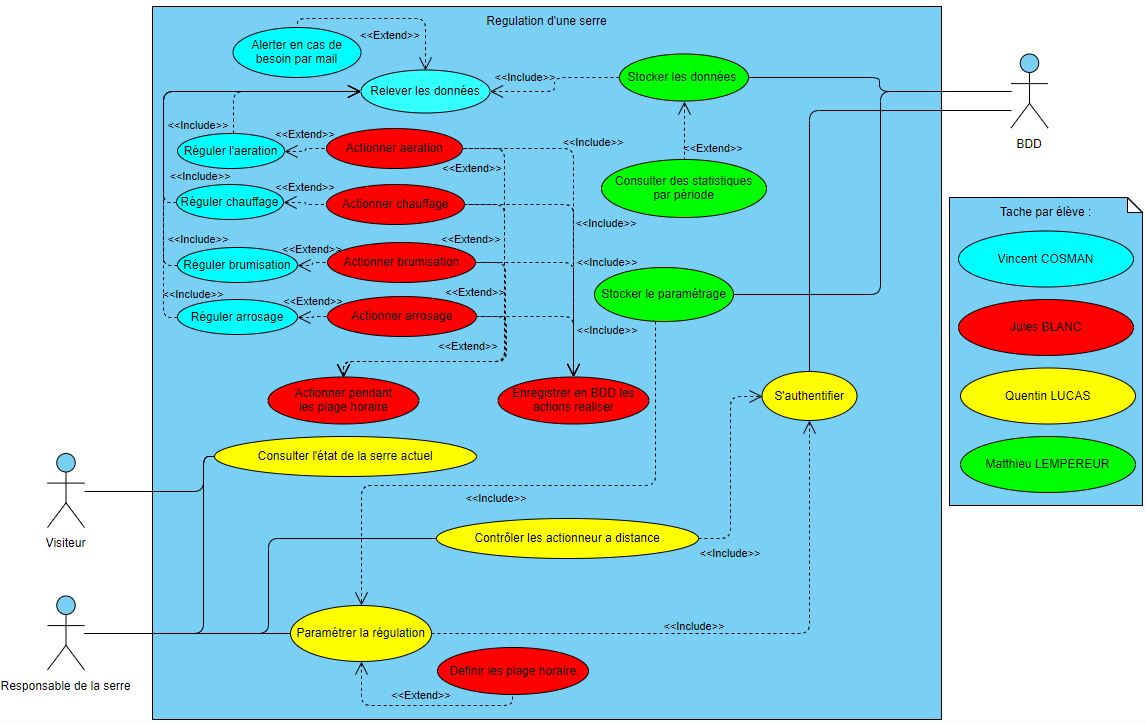 Regulation d'une serre
Alerter en cas de
besoin par mail
<<Extend>>
Relever les données
<<Include>>
Stocker les données
BDD
<<Include>>
Réguler l'aeration
<<Extend>>
Actionner aeration
<<Extend>>
<<Include>>
<<Extend>>
Consulter des statistiques
par période
<<Include>>
Réguler chauffage
<<Extend>>
Actionner chauffage
<<Include>>
Tache par élève :
Vincent COSMAN
Jules BLANC
Quentin LUCAS
Matthieu LEMPEREUR
<<Include>>
Réguler brumisation
<<Extend>>
Actionner brumisation
<<Extend>>
<<Include>>
Stocker le paramétrage
<<Include>>
Réguler arrosage
<<Extend>>
Actionner arrosage
<<Extend>>
<<Include>>
<<Extend>>
Actionner pendant
les plage horaire
Enregistrer en BDD les
actions realiser
S'authentifier
Consulter l'état de la serre actuel
Visiteur
<<Include>>
Contrôler les actionneur a distance
<<Include>>
Paramétrer la régulation
<<Include>>
Responsable de la serre
Definir les plage horaire
<<Extend>>